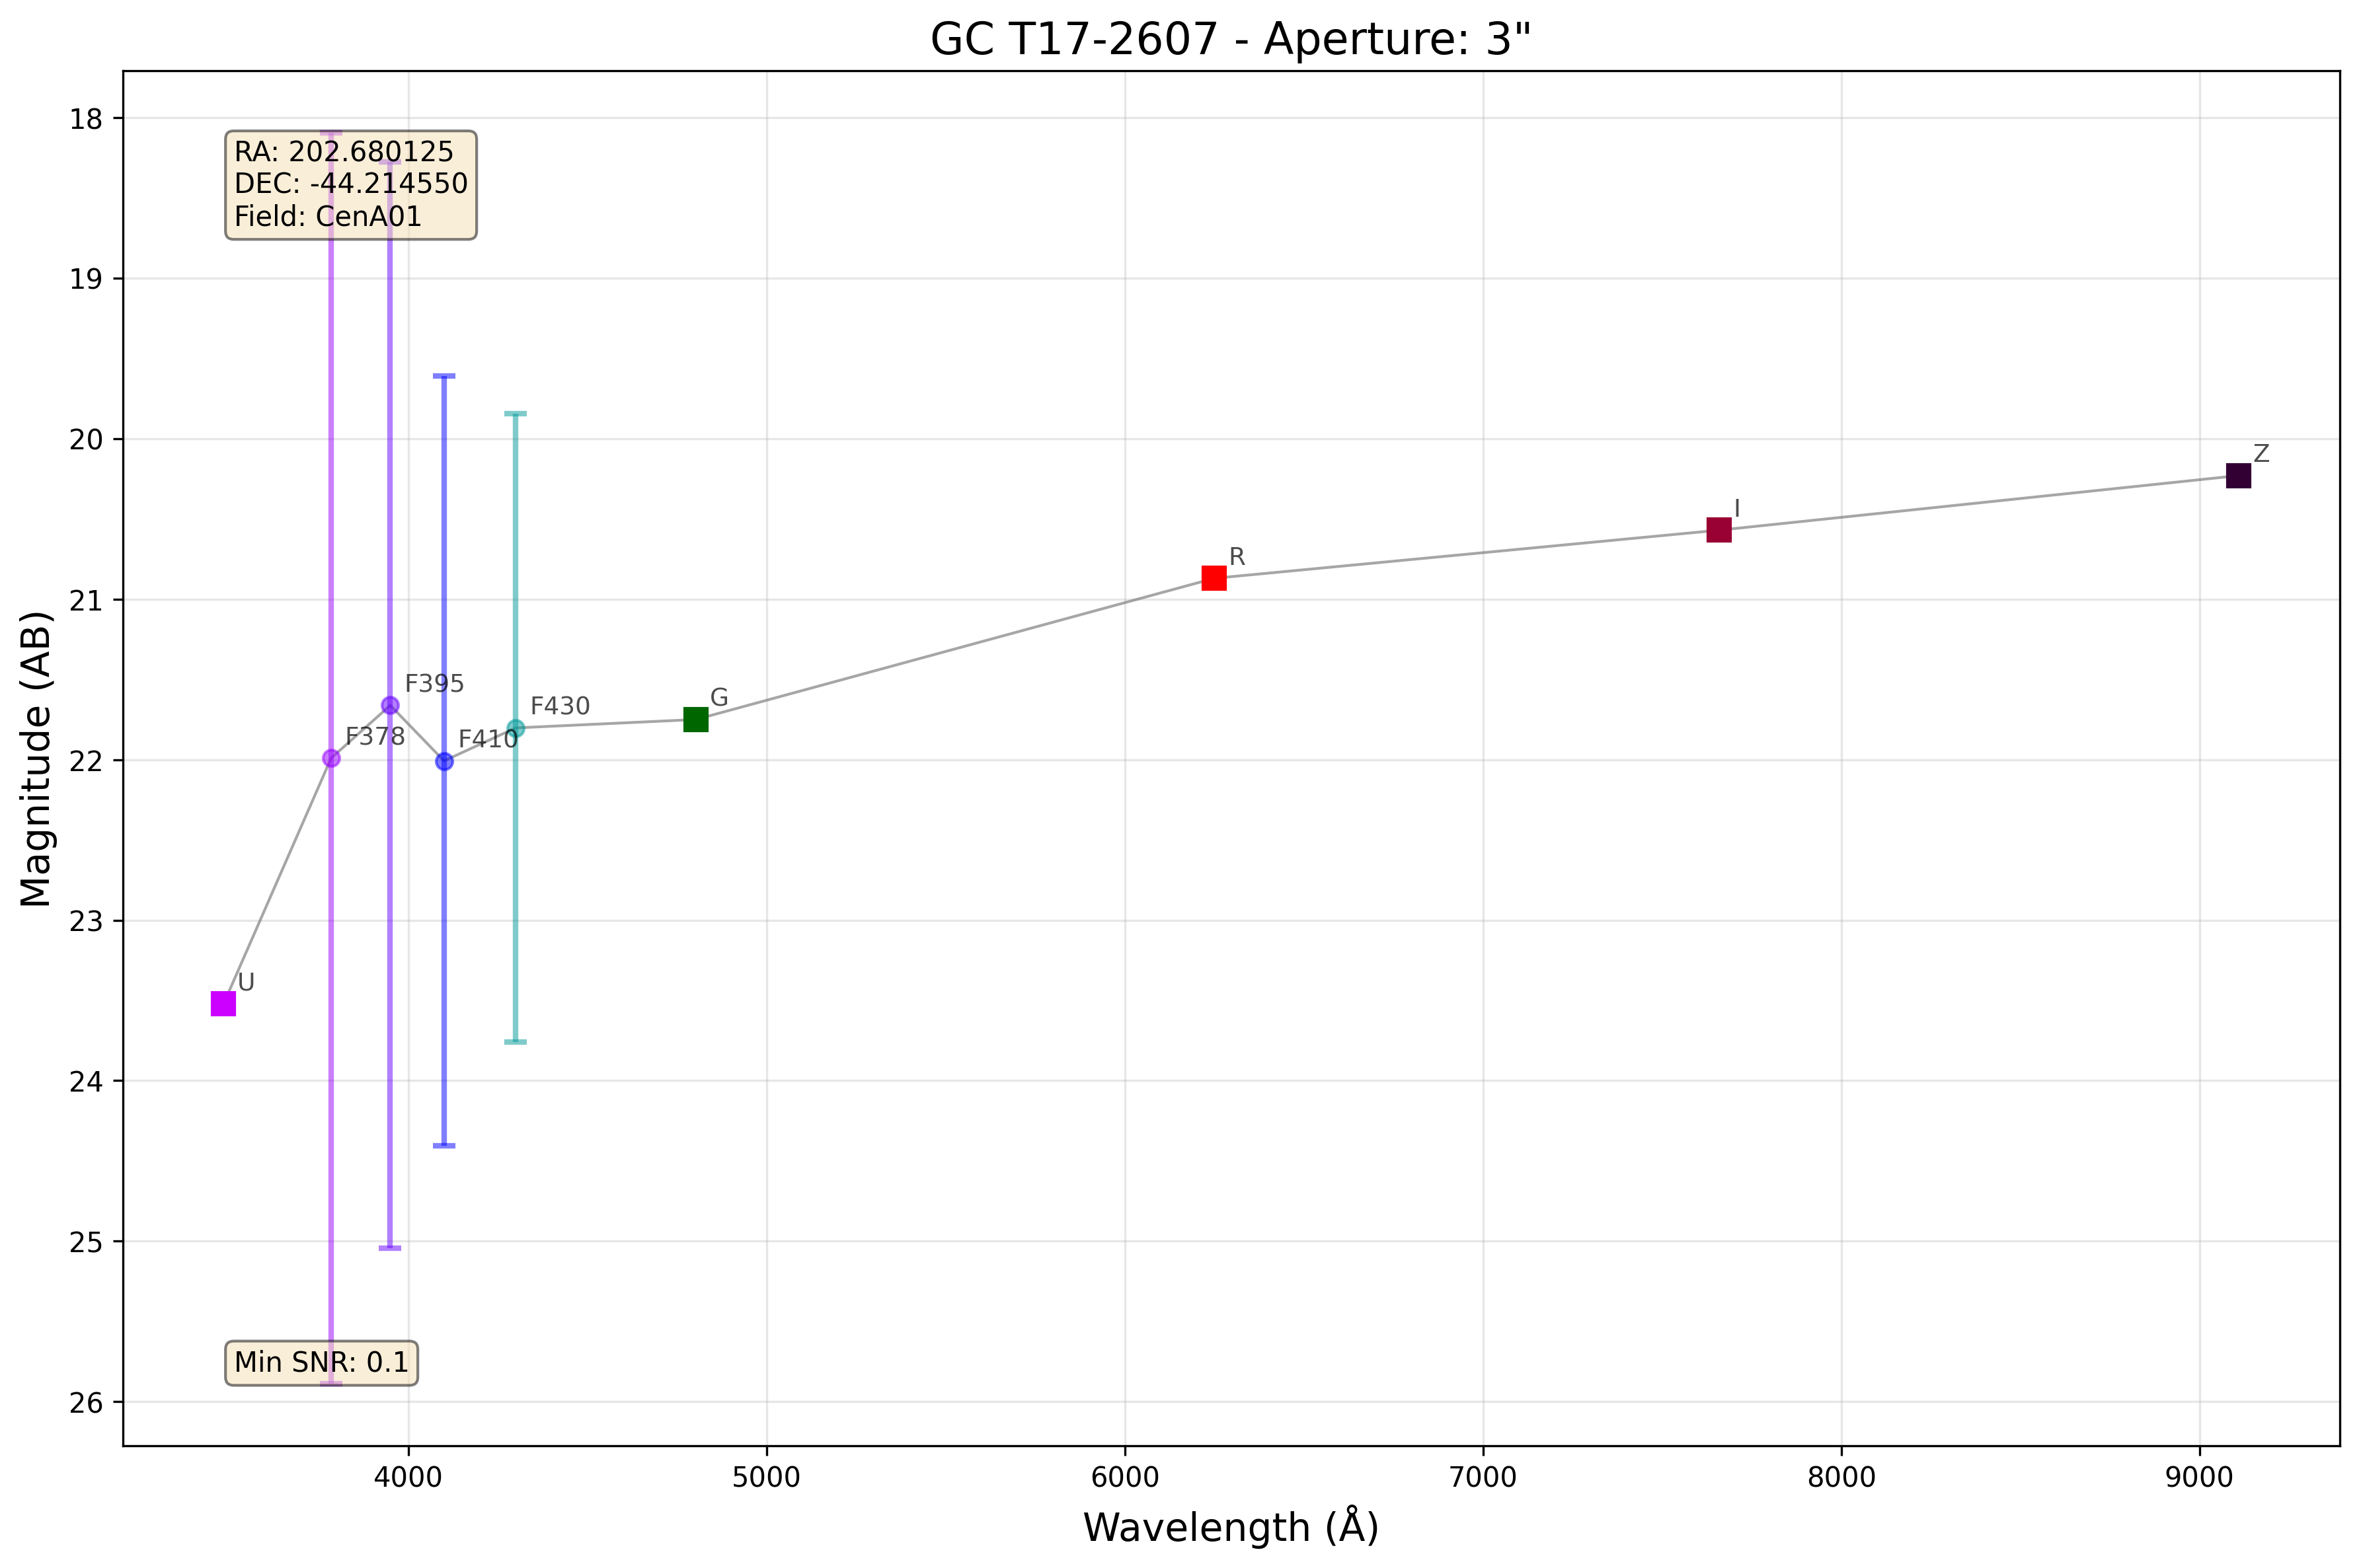 GC T17-2607 - Aperture: 3"
RA: 202.680125
DEC: -44.214550
Field: CenA01
18
19
20
21
22
23
24
25
26
Magnitude (AB)
U
F378
F395
F410
F430
G
R
I
Z
Min SNR: 0.1
4000
5000
6000
7000
8000
9000
Wavelength (Å)